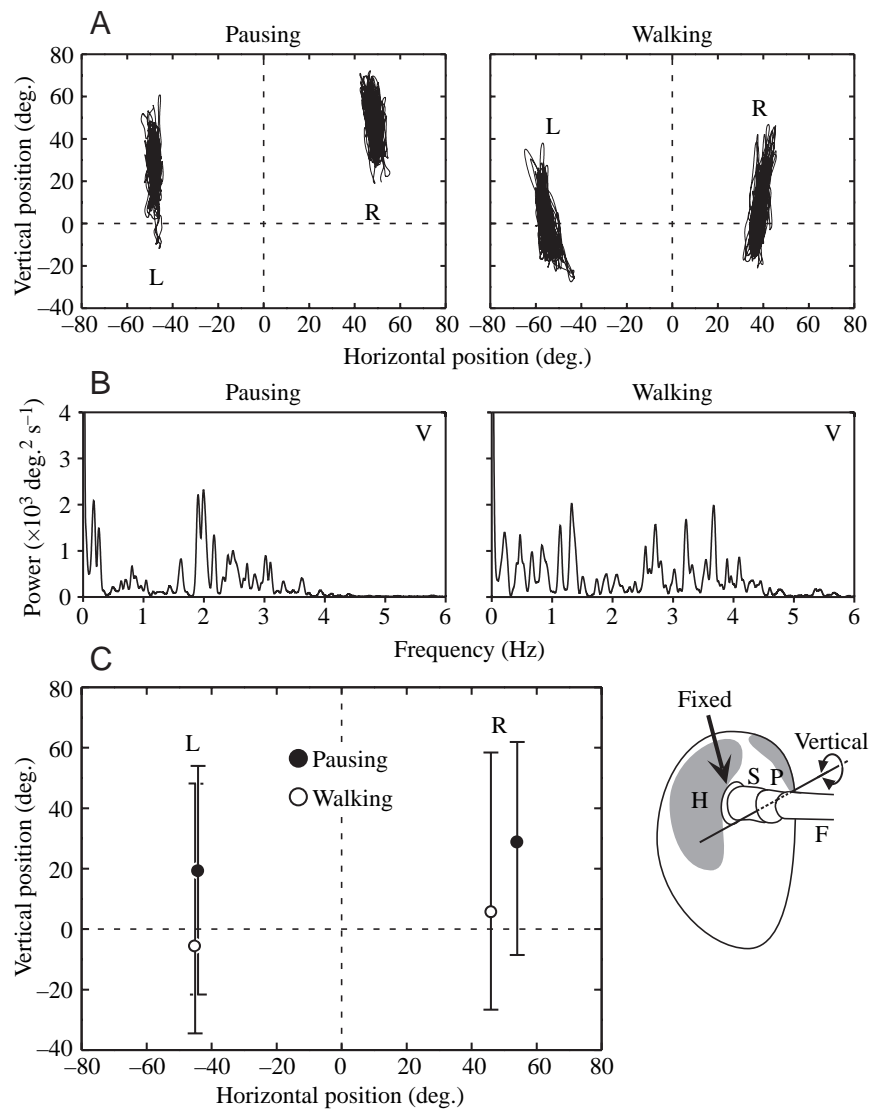 A
Pausing
Walking
Vertical position (deg.)
80
60
40
20
0
–20
–40
L
R
L
R
–80 –60 –40 –20 0 20 40 60 80
–80 –60 –40 –20 0 20 40 60 80
Horizontal position (deg.)
B
Pausing
Walking
Power (×10³ deg.² s⁻¹)
4
3
2
1
0
V
V
0 1 2 3 4 5 6
0 1 2 3 4 5 6
Frequency (Hz)
C
Vertical position (deg.)
80
60
40
20
0
–20
–40
L
R
Pausing
Walking
–80 –60 –40 –20 0 20 40 60 80
Horizontal position (deg.)
Fixed
Vertical
S
P
H
F